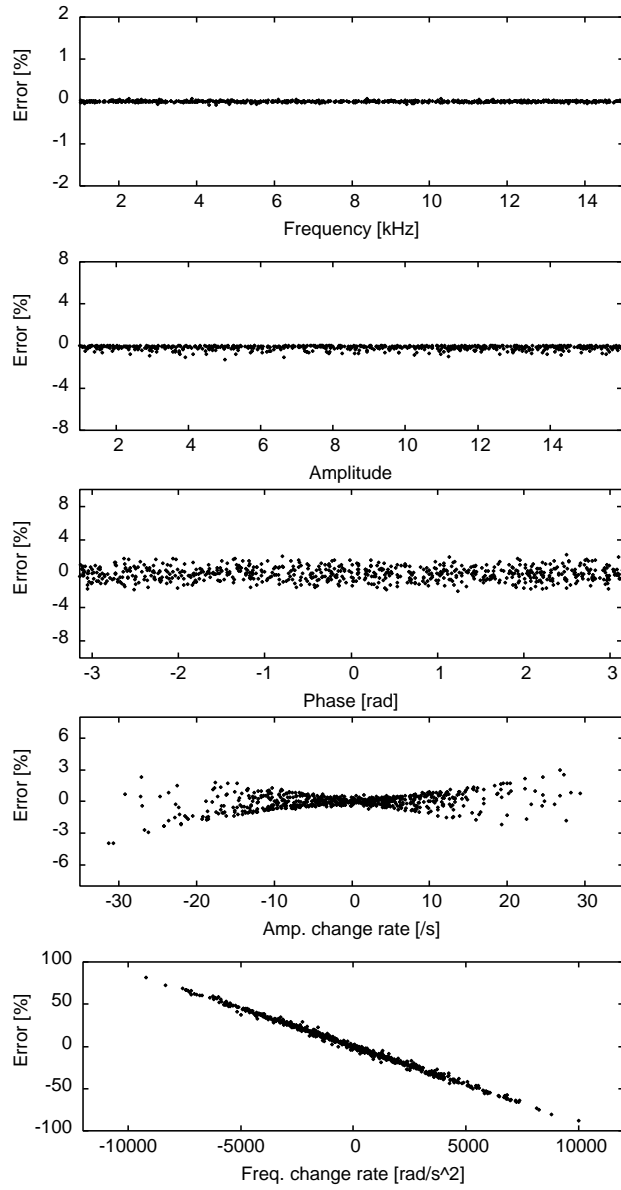 2
1
0
-1
-2
Error [%]
2 4 6 8 10 12 14
Frequency [kHz]
8
4
0
-4
-8
Error [%]
2 4 6 8 10 12 14
Amplitude
8
4
0
-4
-8
Error [%]
-3 -2 -1 0 1 2 3
Phase [rad]
6
3
0
-3
-6
Error [%]
-30 -20 -10 0 10 20 30
Amp. change rate [/s]
100
50
0
-50
-100
Error [%]
-10000 -5000 0 5000 10000
Freq. change rate [rad/s^2]